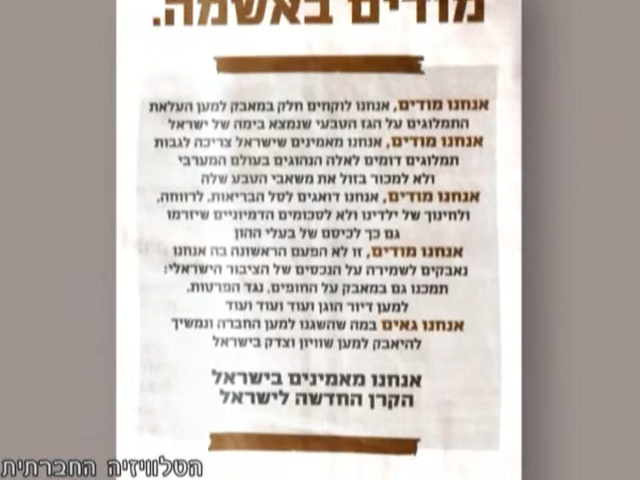 מודים באשמה.
אנחנו מודים, אנחנו לוקחים חלק במאבק למען העלאת
התמלוגים על הגז הטבעי שנמצא בימה של ישראל
אנחנו מודים, אנחנו מאמינים שישראל צריכה לגבות
תמלוגים דומים לאלה הנהוגים בעולם המערבי
ולא למכור בזול את משאבי הטבע שלה
אנחנו מודים, אנחנו דואגים לסל הבריאות, לרווחה,
ולחינוך של ילדינו ולא לסכומים הדמיוניים שיזרמו
גם כך לכיסם של בעלי ההון
אנחנו מודים, זו לא הפעם הראשונה בה אנחנו
נאבקים לשמירה על הנכסים של הציבור הישראלי:
תמכנו גם במאבק על החופים, נגד הפרטות,
למען דיור הוגן ועוד ועוד ועוד
אנחנו גאים במה שהשגנו למען החברה ונמשיך
להיאבק למען שוויון וצדק בישראל
אנחנו מאמינים בישראל
הקרן החדשה לישראל
הטלוויזיה החברתית